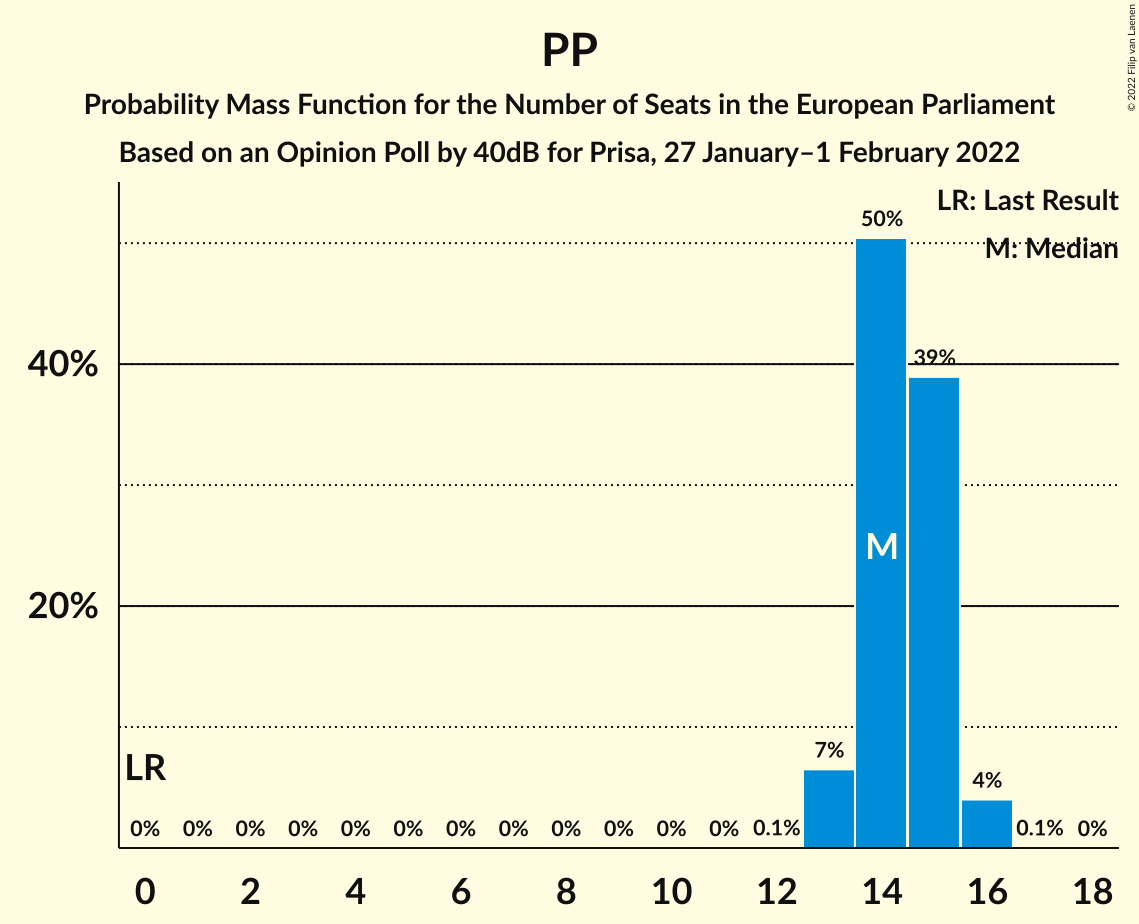 PP
Probability Mass Function for the Number of Seats in the European Parliament
Based on an Opinion Poll by 40dB for Prisa, 27 January–1 February 2022
© 2022 Filip van Laenen
LR: Last Result
M: Median
50%
39%
40%
M
20%
7%
LR
4%
0% 0% 0% 0% 0% 0% 0% 0% 0% 0% 0% 0% 0.1% 0.1% 0%
0 2 4 6 8 10 12 14 16 18